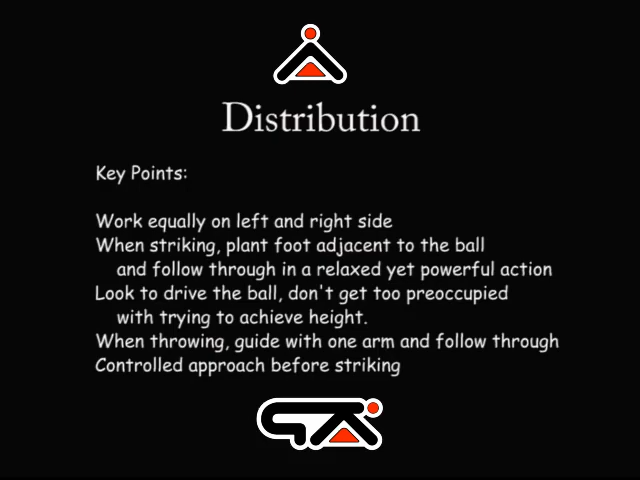 Distribution
Key Points:
Work equally on left and right side
When striking, plant foot adjacent to the ball
and follow through in a relaxed yet powerful action
Look to drive the ball, don't get too preoccupied
with trying to achieve height.
When throwing, guide with one arm and follow through
Controlled approach before striking